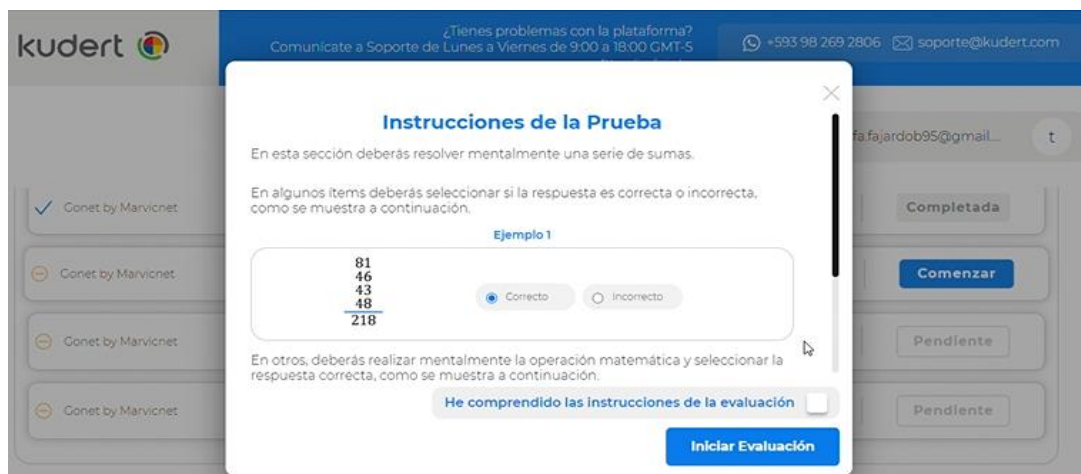 kudert
¿Tienes problemas con la plataforma?
Comunícate a Soporte de Lunes a Viernes de 9:00 a 18:00 GMT-5
+593 98 269 2806
soporte@kudert.com
fa.fajardob95@gmail....
t
Instrucciones de la Prueba
En esta sección deberás resolver mentalmente una serie de sumas.
En algunos ítems deberás seleccionar si la respuesta es correcta o incorrecta,
como se muestra a continuación.
Ejemplo 1
81
46
43
48
218
Correcto
Incorrecto
En otros, deberás realizar mentalmente la operación matemática y seleccionar la
respuesta correcta, como se muestra a continuación.
He comprendido las instrucciones de la evaluación
Iniciar Evaluación
Gonet by Marvicnet
Completada
Gonet by Marvicnet
Comenzar
Gonet by Marvicnet
Pendiente
Gonet by Marvicnet
Pendiente